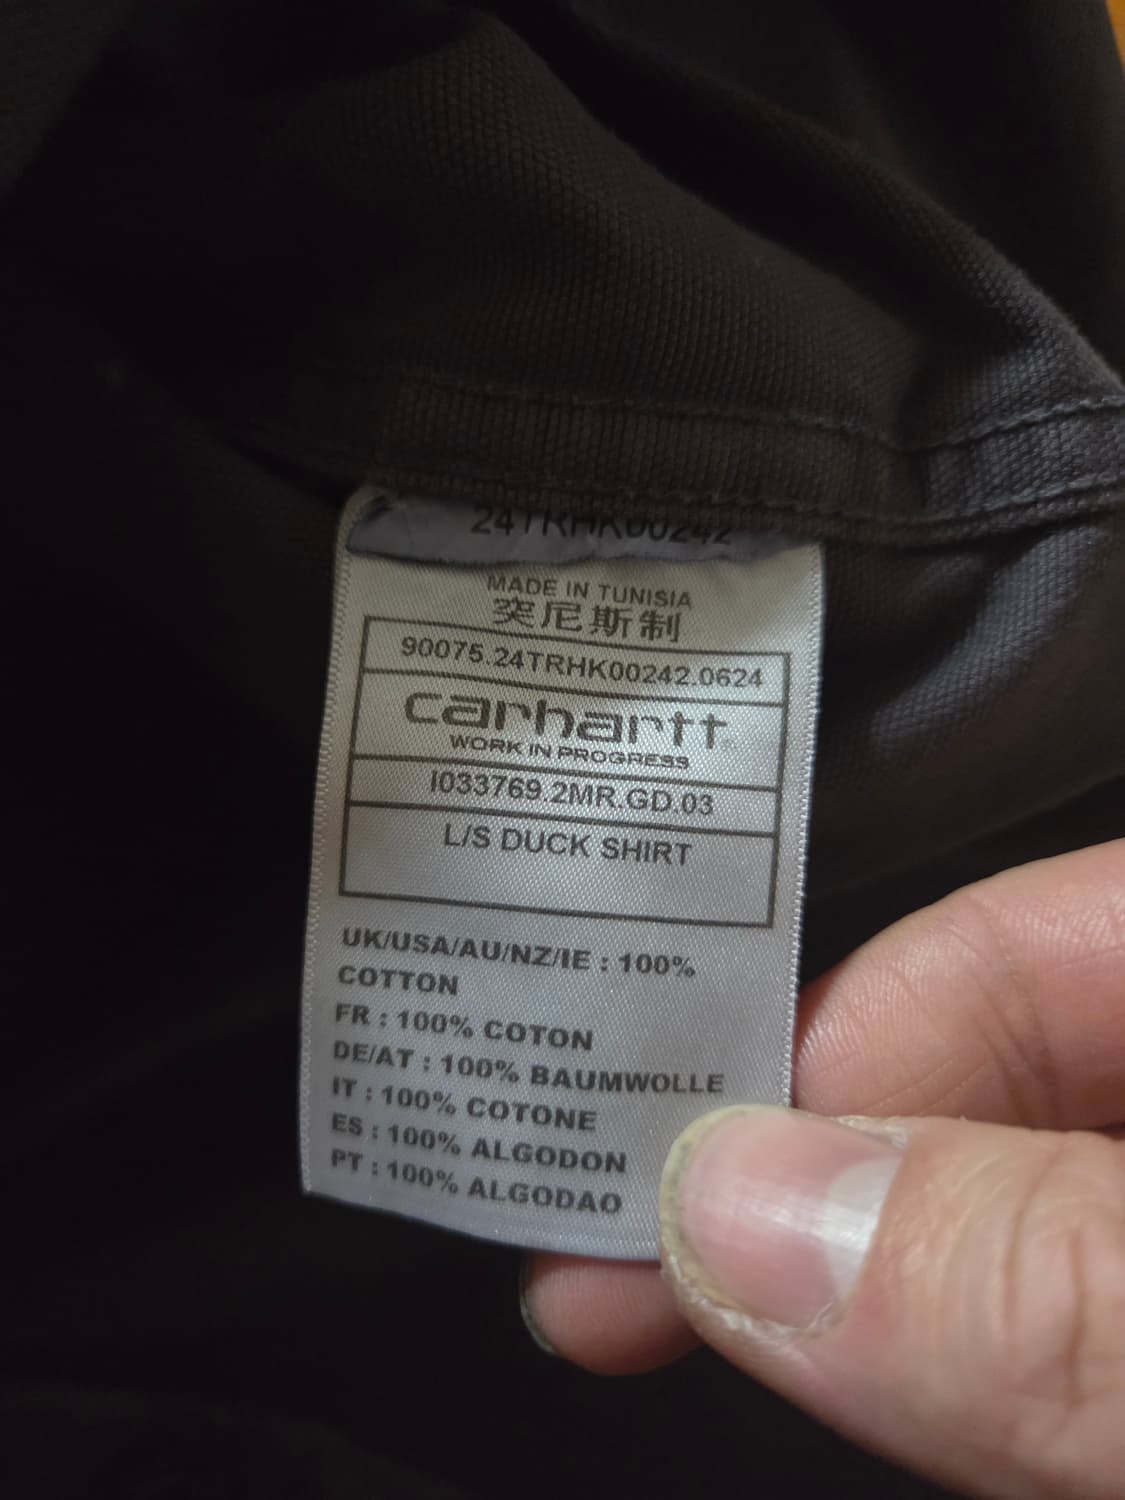 24TRHK00242
MADE IN TUNISIA
突尼斯制
90075.24TRHK00242.0624
carhartt
WORK IN PROGRESS
I033769.2MR.GD.03
L/S DUCK SHIRT
UK/USA/AU/NZ/IE : 100%
COTTON
FR : 100% COTON
DE/AT : 100% BAUMWOLLE
IT : 100% COTONE
ES : 100% ALGODON
PT : 100% ALGODAO